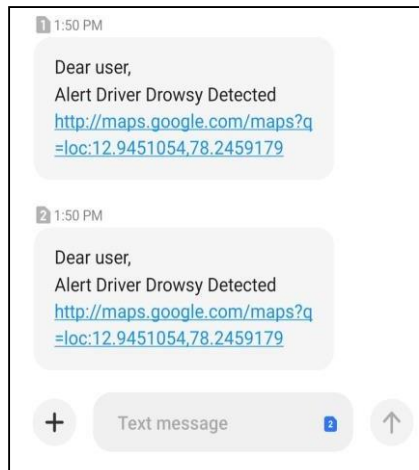 1 1:50 PM
Dear user,
Alert Driver Drowsy Detected
http://maps.google.com/maps?q
=loc:12.9451054,78.2459179
2 1:50 PM
Dear user,
Alert Driver Drowsy Detected
http://maps.google.com/maps?q
=loc:12.9451054,78.2459179
+ Text message 2